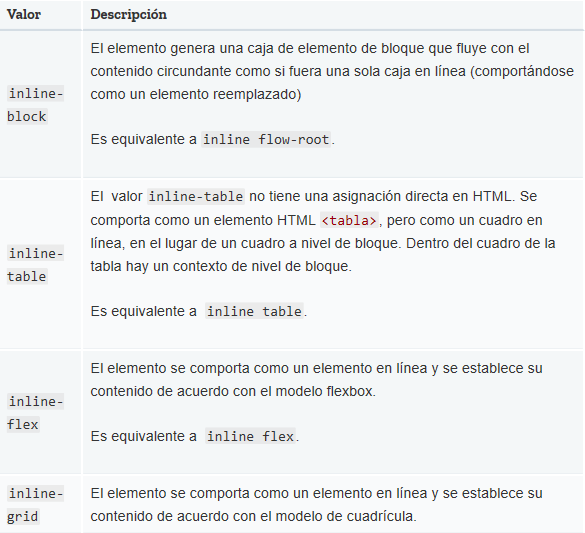 Valor Descripción
El elemento genera una caja de elemento de bloque que fluye con el
contenido circundante como si fuera una sola caja en línea (comportándose
inline-
como un elemento reemplazado)
block
Es equivalente a inline flow-root.
El valor inline-table no tiene una asignación directa en HTML. Se
comporta como un elemento HTML <tabla>, pero como un cuadro en
inline-
línea, en el lugar de un cuadro a nivel de bloque. Dentro del cuadro de la
table
tabla hay un contexto de nivel de bloque.
Es equivalente a inline table.
El elemento se comporta como un elemento en línea y se establece su
inline-
contenido de acuerdo con el modelo flexbox.
flex
Es equivalente a inline flex.
inline-
El elemento se comporta como un elemento en línea y se establece su
grid
contenido de acuerdo con el modelo de cuadrícula.